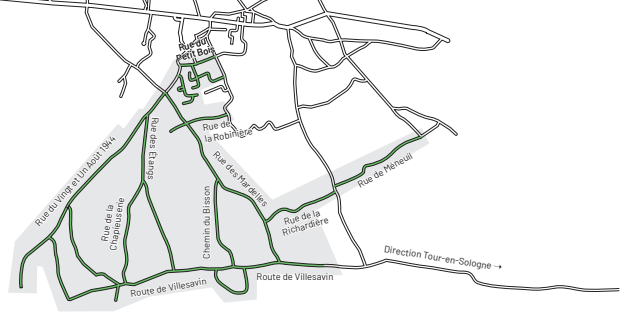 Rue du
Petit Bois
Rue de
la Robinière
Rue des Étangs
Rue du Vingt et Un Août 1944
Rue des Mardelles
Rue de Méneuil
Rue de la
Chapieuserie
Chemin du Bisson
Rue de la
Richardière
Direction Tour-en-Sologne →
Route de Villesavin
Route de Villesavin